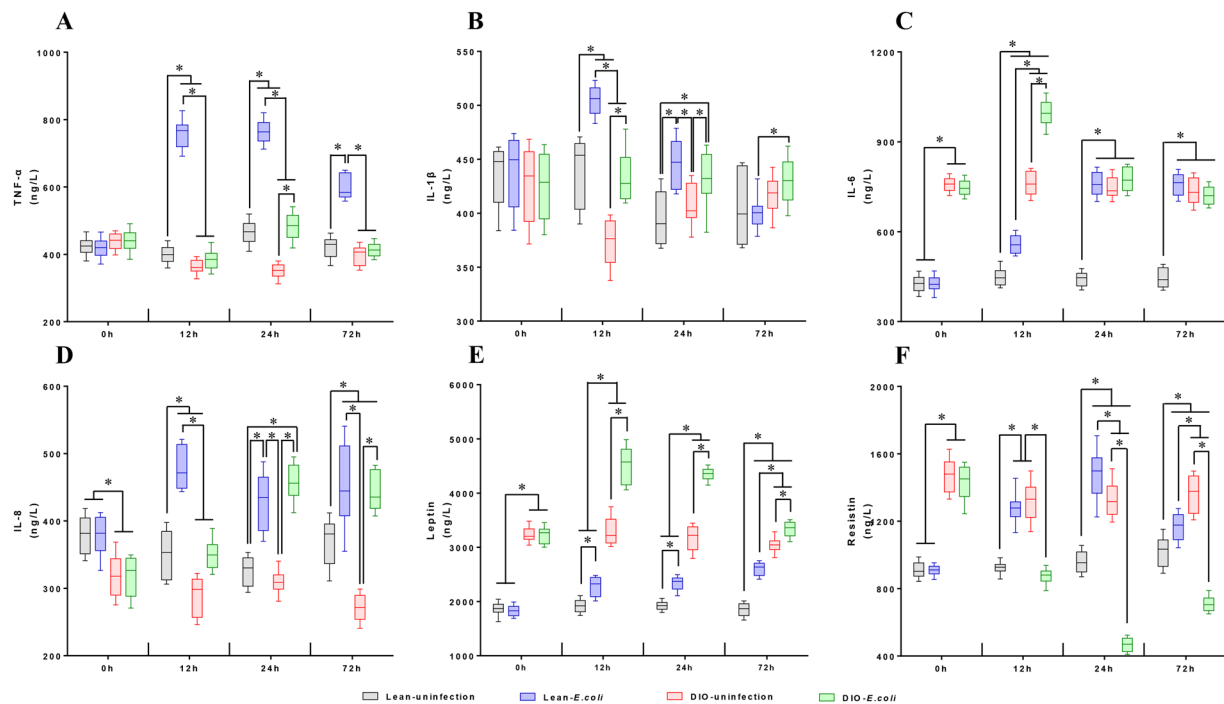 A
TNF-α
(ng/L)
1000
800
600
400
200
0h 12h 24h 72h
* * * * * * *
B
IL-1β
(ng/L)
550
500
450
400
350
300
0h 12h 24h 72h
* * * * * * * *
C
IL-6
(ng/L)
1200
900
600
300
0h 12h 24h 72h
* * * * * *
D
IL-8
(ng/L)
600
500
400
300
200
0h 12h 24h 72h
* * * * * * * * * *
E
Leptin
(ng/L)
6000
5000
4000
3000
2000
1000
0h 12h 24h 72h
* * * * * * * * * *
F
Resistin
(ng/L)
2000
1600
1200
800
400
0h 12h 24h 72h
* * * * * * * * *
Lean-uninfection Lean-E.coli DIO-uninfection DIO-E.coli